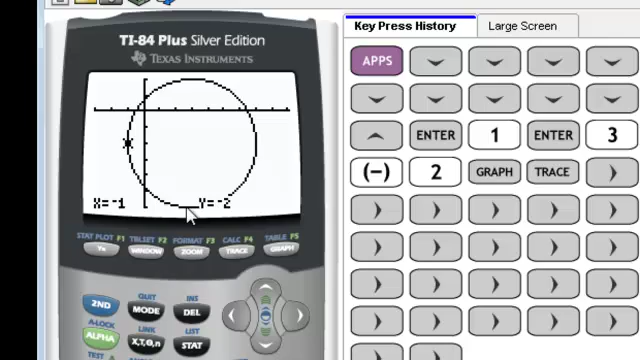 Key Press History
Large Screen
TI-84 Plus Silver Edition
TEXAS INSTRUMENTS
X=-1 Y=-2
STAT PLOT F1 TBLSET F2 FORMAT F3 CALC F4 TABLE F5
Y= WINDOW ZOOM TRACE GRAPH
QUIT INS
2ND MODE DEL
A-LOCK LINK LIST
ALPHA X,T,Θ,n STAT
TEST A
APPS
ENTER 1 ENTER 3
(−) 2 GRAPH TRACE